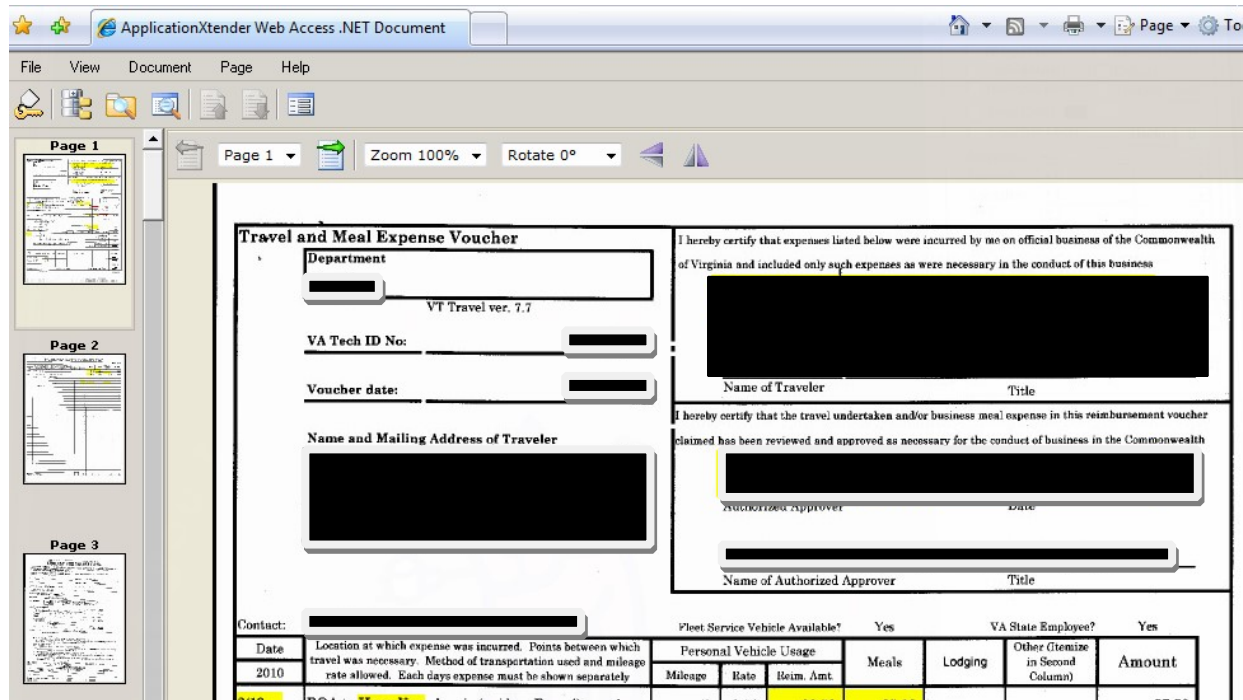 ApplicationXtender Web Access .NET Document
Page
File View Document Page Help
Page 1
Page 1 Zoom 100% Rotate 0°
Page 2
Page 3
Travel and Meal Expense Voucher
Department
VT Travel ver. 7.7
VA Tech ID No:
Voucher date:
Name and Mailing Address of Traveler
I hereby certify that expenses listed below were incurred by me on official business of the Commonwealth
of Virginia and included only such expenses as were necessary in the conduct of this business
Name of Traveler Title
I hereby certify that the travel undertaken and/or business meal expense in this reimbursement voucher
claimed has been reviewed and approved as necessary for the conduct of business in the Commonwealth
Authorized Approver Date
Name of Authorized Approver Title
Contact: Fleet Service Vehicle Available? Yes VA State Employee? Yes
Date
2010
Location at which expense was incurred. Points between which
travel was necessary. Method of transportation used and mileage
rate allowed. Each days expense must be shown separately
Personal Vehicle Usage
Mileage Rate Reim. Amt.
Meals
Lodging
Other (Itemize
in Second
Column)
Amount